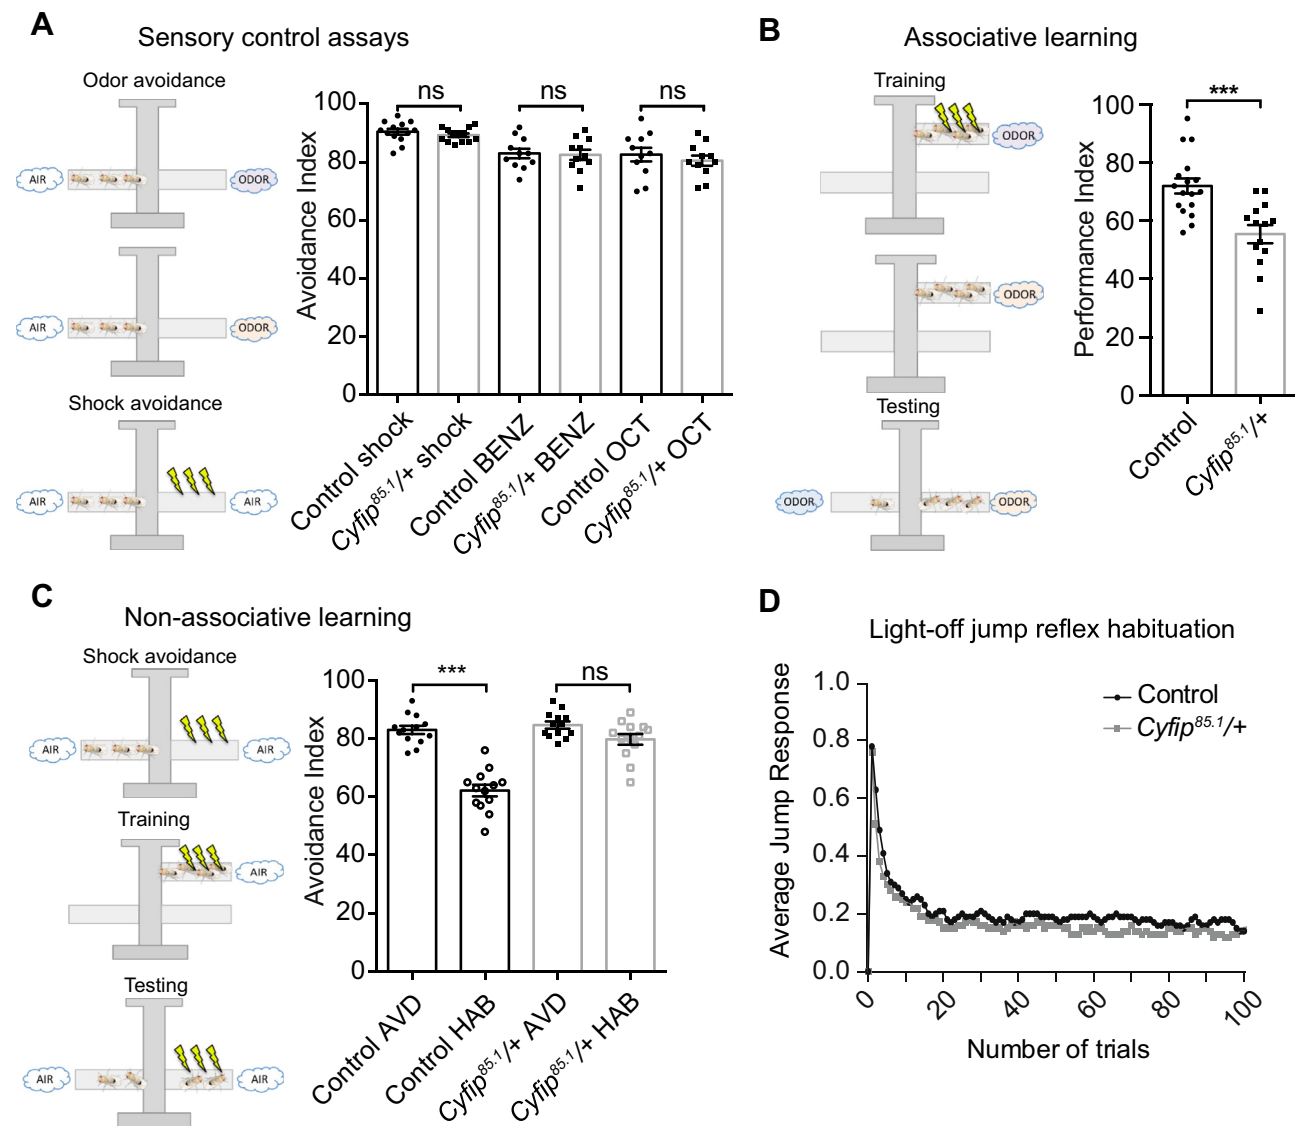 A
Sensory control assays
Odor avoidance
AIR
ODOR
AIR
ODOR
Shock avoidance
AIR
AIR
Avoidance Index
100
80
60
40
20
0
ns
ns
ns
Control shock
Cyfip85.1/+ shock
Control BENZ
Cyfip85.1/+ BENZ
Control OCT
Cyfip85.1/+ OCT
B
Associative learning
Training
ODOR
ODOR
Testing
ODOR
ODOR
Performance Index
100
80
60
40
20
0
***
Control
Cyfip85.1/+
C
Non-associative learning
Shock avoidance
AIR
AIR
Training
AIR
Testing
AIR
AIR
Avoidance Index
100
80
60
40
20
0
***
ns
Control AVD
Control HAB
Cyfip85.1/+ AVD
Cyfip85.1/+ HAB
D
Light-off jump reflex habituation
Average Jump Response
1.0
0.8
0.6
0.4
0.2
0.0
Control
Cyfip85.1/+
0
20
40
60
80
100
Number of trials